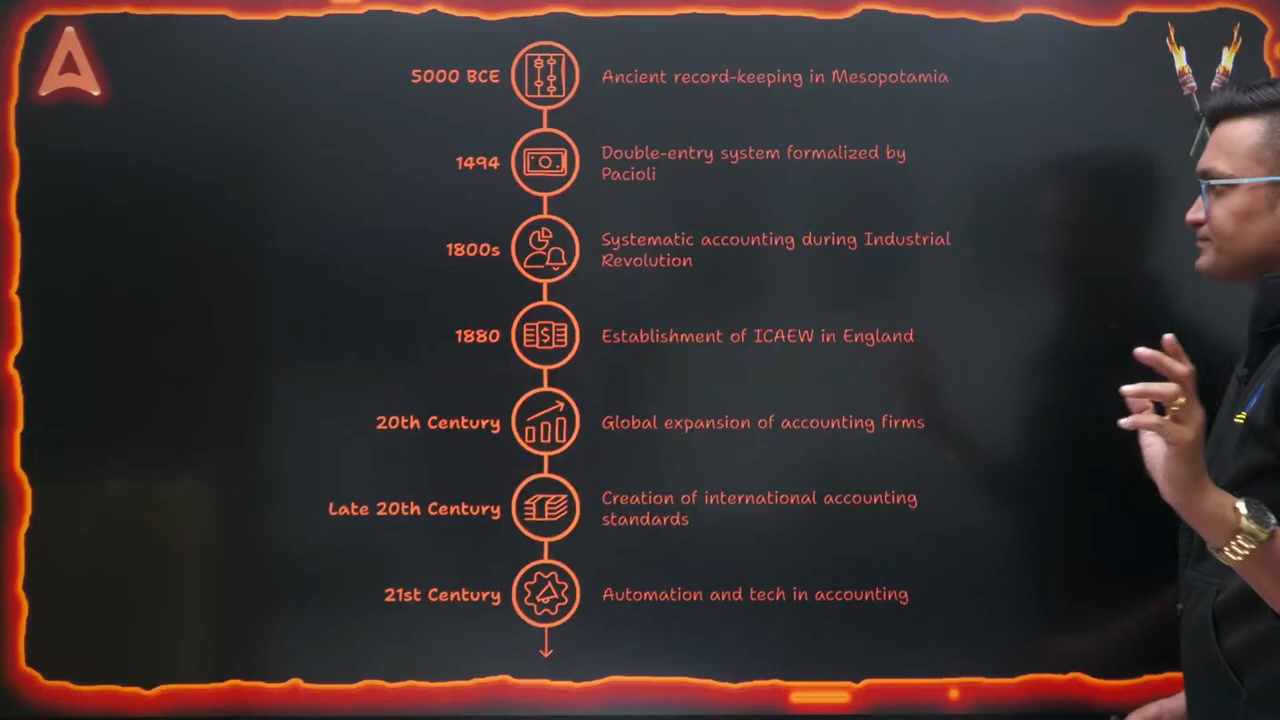 5000 BCE
Ancient record-keeping in Mesopotamia
1494
Double-entry system formalized by
Pacioli
1800s
Systematic accounting during Industrial
Revolution
1880
Establishment of ICAEW in England
20th Century
Global expansion of accounting firms
Late 20th Century
Creation of international accounting
standards
21st Century
Automation and tech in accounting